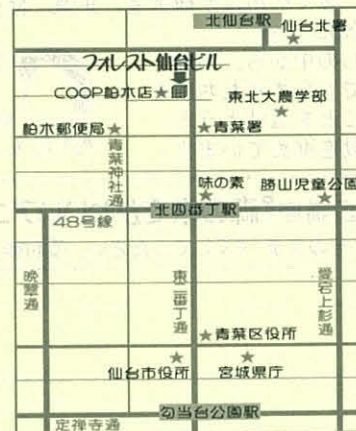 北仙台駅
仙台北署
フォレスト仙台ビル
COOP柏木店
東北大農学部
柏木郵便局
青葉署
青葉神社通
味の素
勝山児童公園
北四番丁駅
48号線
晩翠通
東二番丁通
愛宕上杉通
青葉区役所
仙台市役所
宮城県庁
勾当台公園駅
定禅寺通